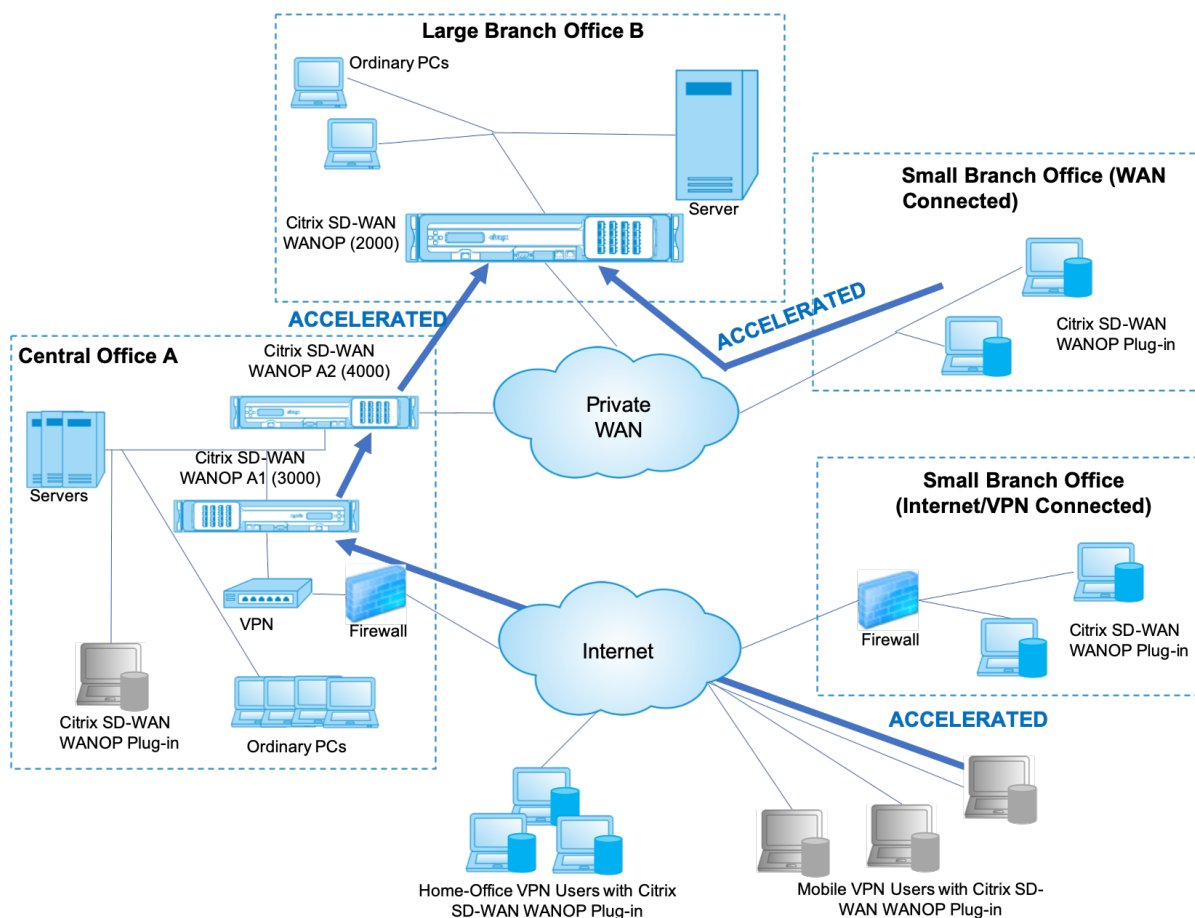 Large Branch Office B
Ordinary PCs
Server
Citrix SD-WAN
WANOP (2000)
Small Branch Office (WAN
Connected)
Citrix SD-WAN
WANOP Plug-in
ACCELERATED
ACCELERATED
Central Office A
Citrix SD-WAN
WANOP A2 (4000)
Private
WAN
Citrix SD-WAN
WANOP A1 (3000)
Servers
VPN
Firewall
Citrix SD-WAN
WANOP Plug-in
Ordinary PCs
Internet
Small Branch Office
(Internet/VPN Connected)
Firewall
Citrix SD-WAN
WANOP Plug-in
ACCELERATED
Home-Office VPN Users with Citrix
SD-WAN WANOP Plug-in
Mobile VPN Users with Citrix SD-
WAN WANOP Plug-in